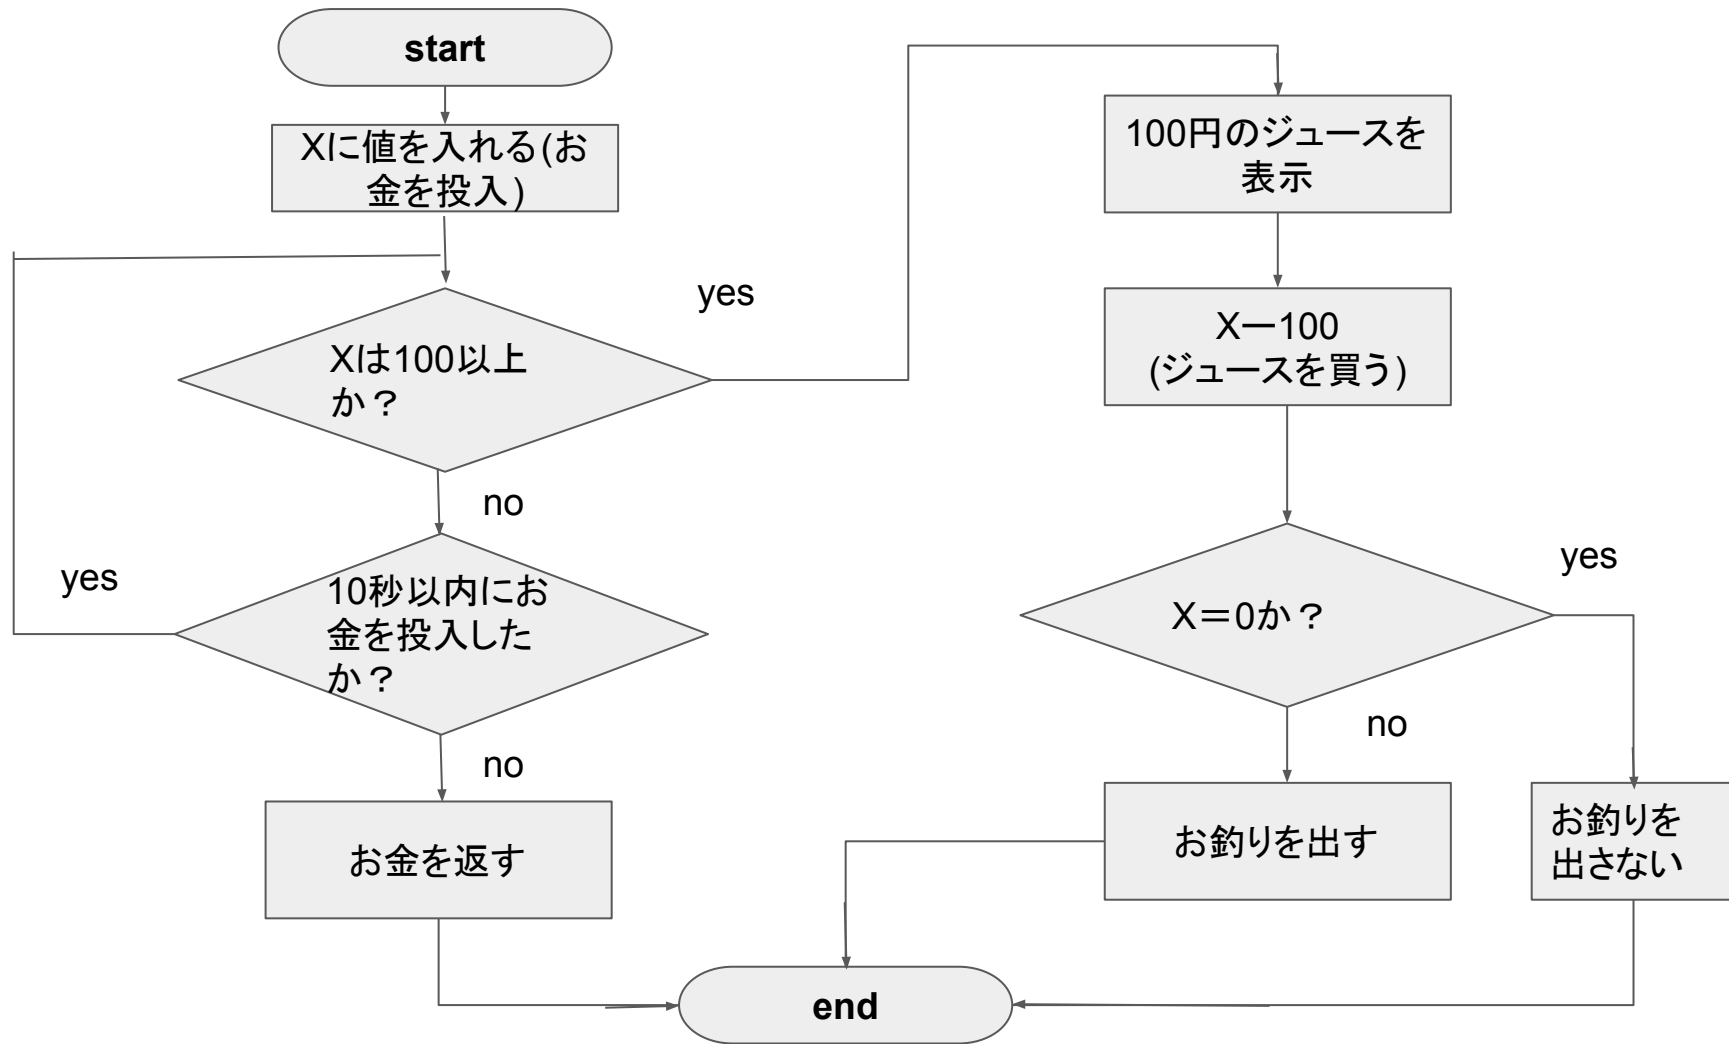 start
Xに値を入れる(お
金を投入)
Xは100以上
か？
yes
no
10秒以内にお
金を投入した
か？
yes
no
お金を返す
100円のジュースを
表示
Xー100
(ジュースを買う)
X＝0か？
yes
no
お釣りを出す
お釣りを
出さない
end